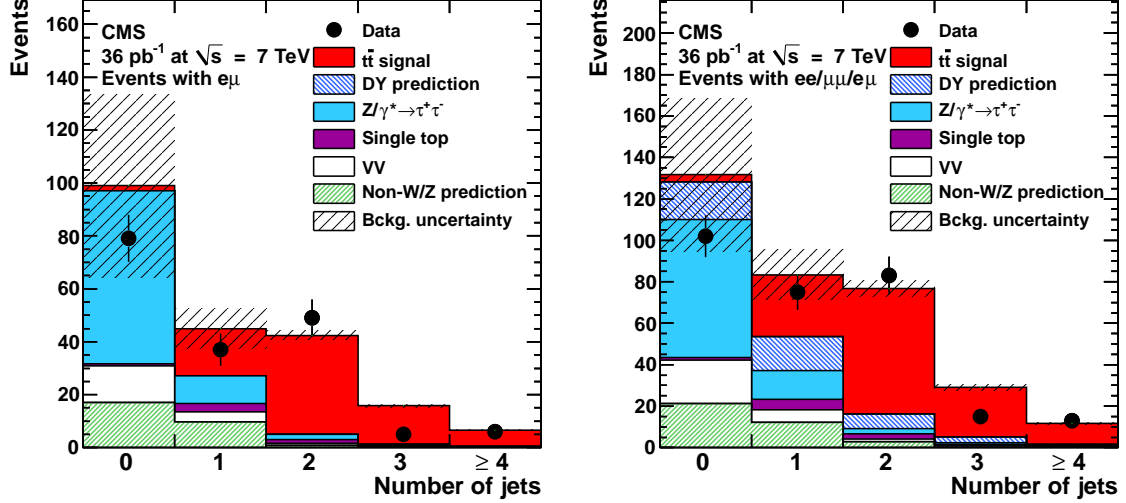 Events
160
140
120
100
80
60
40
20
0
CMS
36 pb⁻¹ at √s = 7 TeV
Events with eμ
Data
tt̄ signal
DY prediction
Z/γ*→τ⁺τ⁻
Single top
VV
Non-W/Z prediction
Bckg. uncertainty
0 1 2 3 ≥ 4
Number of jets
Events
200
180
160
140
120
100
80
60
40
20
0
CMS
36 pb⁻¹ at √s = 7 TeV
Events with ee/μμ/eμ
Data
tt̄ signal
DY prediction
Z/γ*→τ⁺τ⁻
Single top
VV
Non-W/Z prediction
Bckg. uncertainty
0 1 2 3 ≥ 4
Number of jets